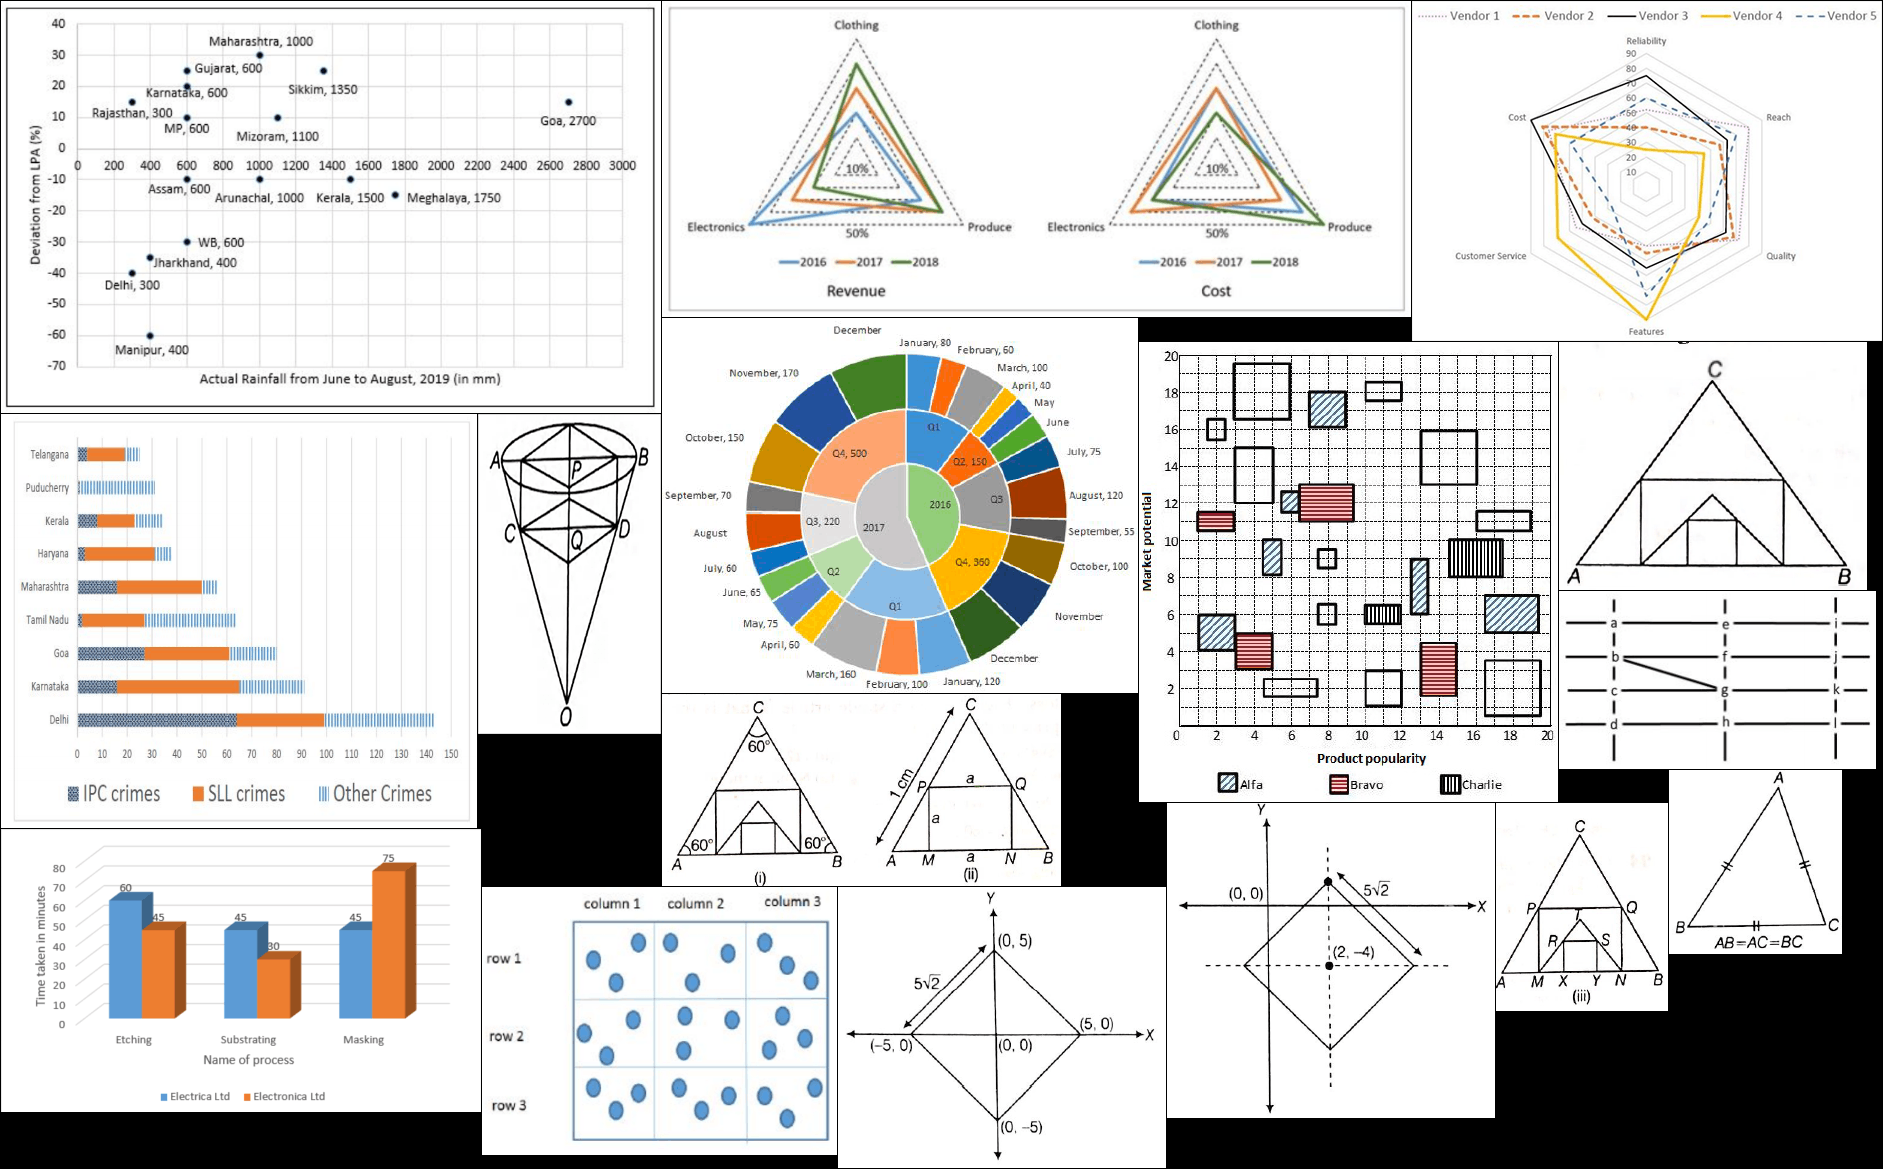 40
30
20
10
0
-10
-20
-30
-40
-50
-60
-70
Deviation from LPA (%)
Maharashtra, 1000
Gujarat, 600
Karnataka, 600
Sikkim, 1350
Rajasthan, 300
MP, 600
Mizoram, 1100
Goa, 2700
0 200 400 600 800 1000 1200 1400 1600 1800 2000 2200 2400 2600 2800 3000
Assam, 600
Arunachal, 1000
Kerala, 1500
Meghalaya, 1750
WB, 600
Jharkhand, 400
Delhi, 300
Manipur, 400
Actual Rainfall from June to August, 2019 (in mm)
Clothing
10%
Electronics
50%
Produce
2016 2017 2018
Revenue
Clothing
10%
Electronics
50%
Produce
2016 2017 2018
Cost
Vendor 1 Vendor 2 Vendor 3 Vendor 4 Vendor 5
Reliability
90
80
70
60
50
40
30
20
10
Cost
Reach
Customer Service
Quality
Features
Telangana
Puducherry
Kerala
Haryana
Maharashtra
Tamil Nadu
Goa
Karnataka
Delhi
0 10 20 30 40 50 60 70 80 90 100 110 120 130 140 150
IPC crimes SLL crimes Other Crimes
A P B
C Q D
O
December
January, 80
February, 60
March, 100
April, 40
May
June
July, 75
August, 120
September, 55
October, 100
November
December
January, 120
February, 100
March, 160
April, 60
May, 75
June, 65
July, 60
August
September, 70
October, 150
November, 170
Q1
Q2, 150
Q3
Q4, 360
Q1
Q2
Q3, 220
Q4, 500
2016
2017
20
18
16
14
12
10
8
6
4
2
Market potential
0 2 4 6 8 10 12 14 16 18 20
Product popularity
Alfa Bravo Charlie
C
A B
a e i
b f j
c g k
d h l
C
60°
60° 60°
A B
(i)
C
1 cm
P a Q
a
A M a N B
(ii)
80
70
60
50
40
30
20
10
0
Time taken in minutes
60 45
45 30
45 75
Etching Substrating Masking
Name of process
Electrica Ltd Electronica Ltd
column 1 column 2 column 3
row 1
row 2
row 3
Y
(0, 5)
5√2
(5, 0)
X
(−5, 0) (0, 0)
(0, −5)
Y
(0, 0)
5√2
X
(2, −4)
C
P T Q
R S
A M X Y N B
(iii)
A
B C
AB=AC=BC